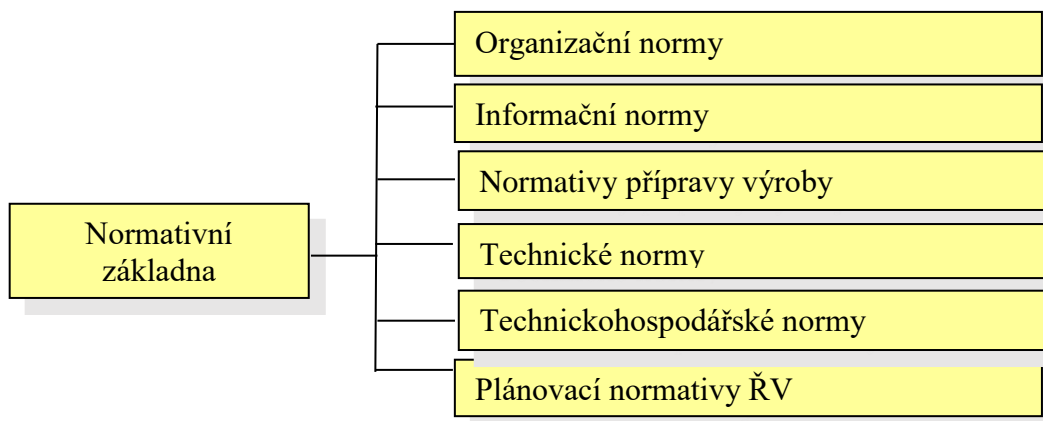 Organizační normy
Informační normy
Normativy přípravy výroby
Normativní
základna
Technické normy
Technickohospodářské normy
Plánovací normativy ŘV